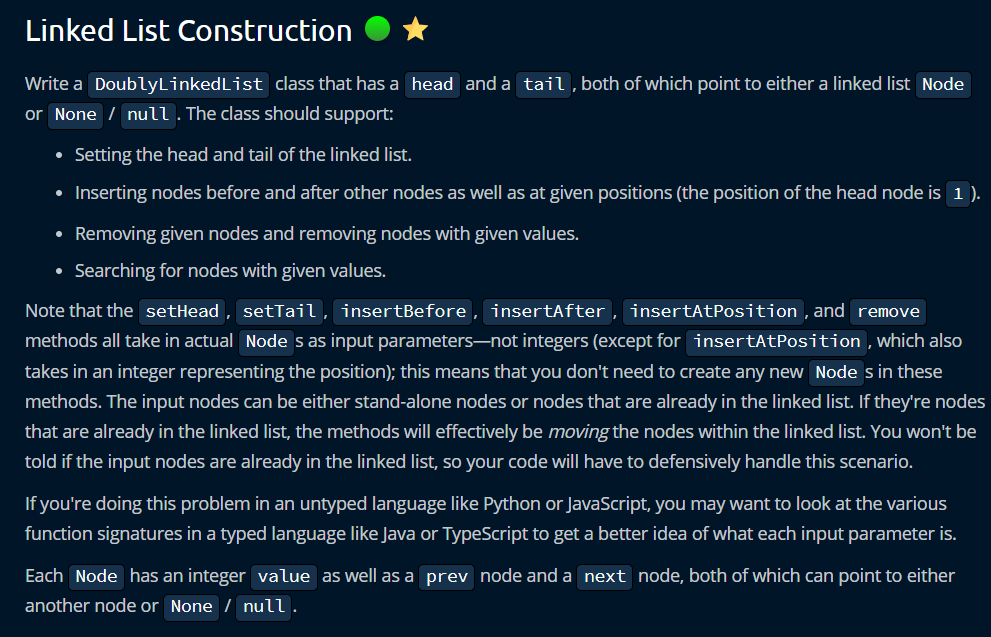 Linked List Construction
Write a DoublyLinkedList class that has a head and a tail, both of which point to either a linked list Node
or None / null. The class should support:
• Setting the head and tail of the linked list.
• Inserting nodes before and after other nodes as well as at given positions (the position of the head node is 1).
• Removing given nodes and removing nodes with given values.
• Searching for nodes with given values.
Note that the setHead, setTail, insertBefore, insertAfter, insertAtPosition, and remove
methods all take in actual Nodes as input parameters—not integers (except for insertAtPosition, which also
takes in an integer representing the position); this means that you don't need to create any new Nodes in these
methods. The input nodes can be either stand-alone nodes or nodes that are already in the linked list. If they're nodes
that are already in the linked list, the methods will effectively be moving the nodes within the linked list. You won't be
told if the input nodes are already in the linked list, so your code will have to defensively handle this scenario.
If you're doing this problem in an untyped language like Python or JavaScript, you may want to look at the various
function signatures in a typed language like Java or TypeScript to get a better idea of what each input parameter is.
Each Node has an integer value as well as a prev node and a next node, both of which can point to either
another node or None / null.